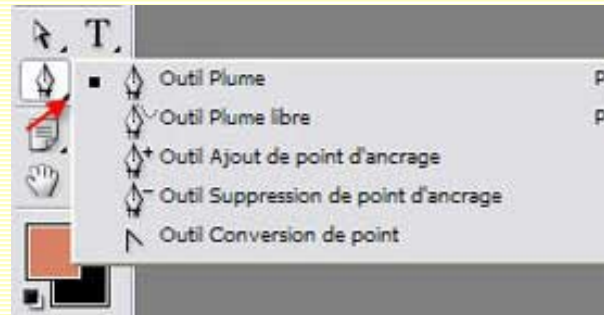 T
Outil Plume P
Outil Plume libre P
Outil Ajout de point d'ancrage
Outil Suppression de point d'ancrage
Outil Conversion de point